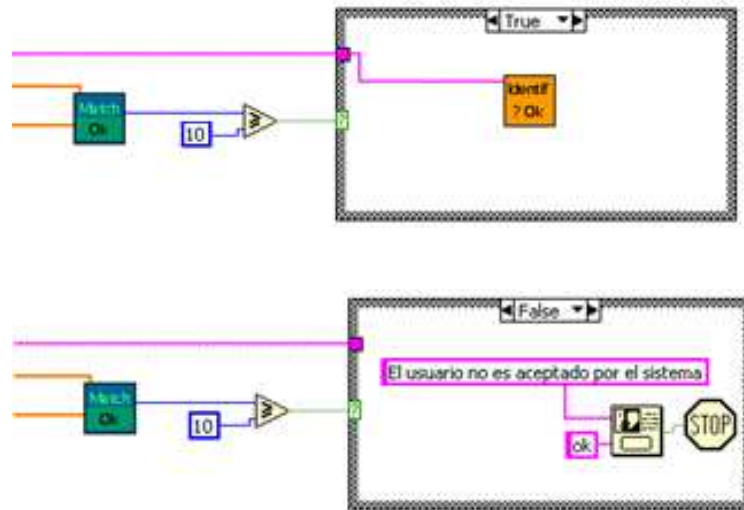 True
Match
Ok
10
Identif
? Ok
?
False
El usuario no es aceptado por el sistema
Match
Ok
10
?
ok
STOP